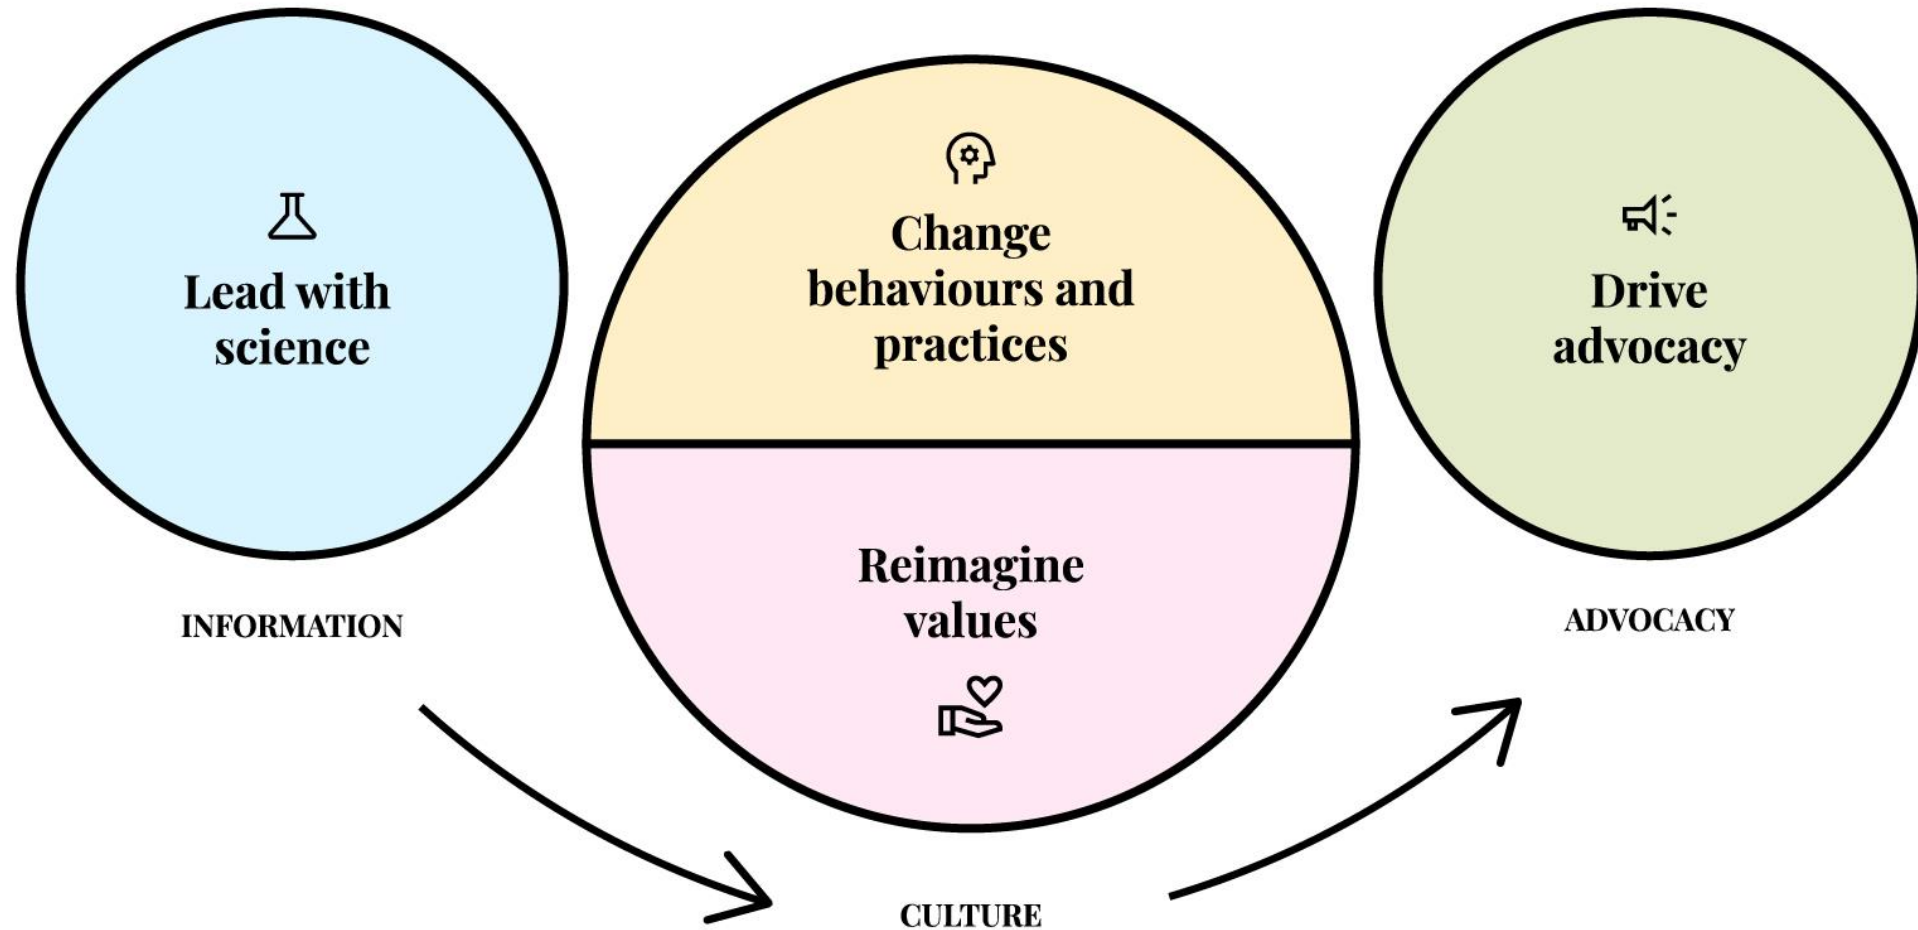 Lead with
science
INFORMATION
Change
behaviours and
practices
Reimagine
values
CULTURE
Drive
advocacy
ADVOCACY